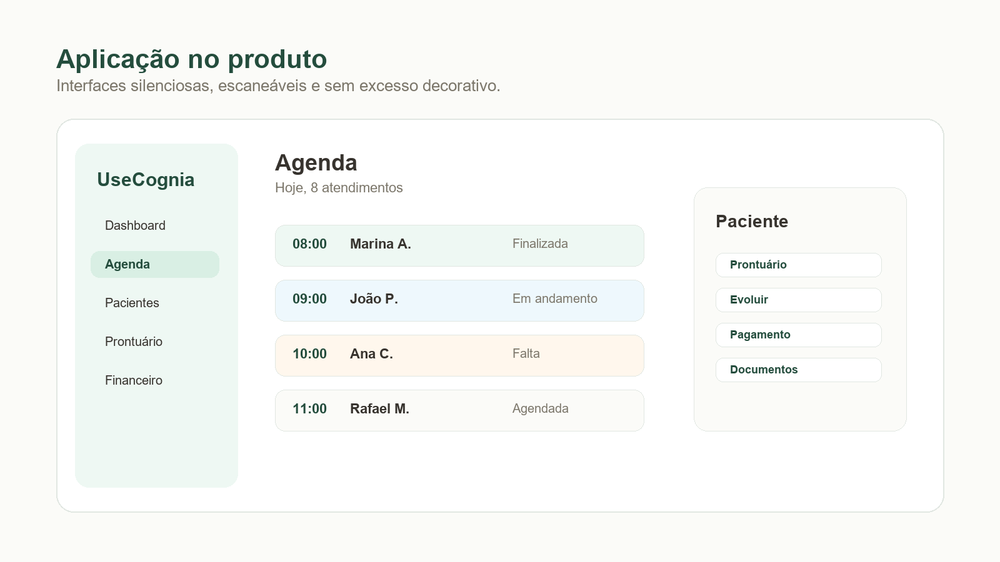 Aplicação no produto
Interfaces silenciosas, escaneáveis e sem excesso decorativo.
UseCognia
Dashboard
Agenda
Pacientes
Prontuário
Financeiro
Agenda
Hoje, 8 atendimentos
08:00 Marina A. Finalizada
09:00 João P. Em andamento
10:00 Ana C. Falta
11:00 Rafael M. Agendada
Paciente
Prontuário
Evoluir
Pagamento
Documentos